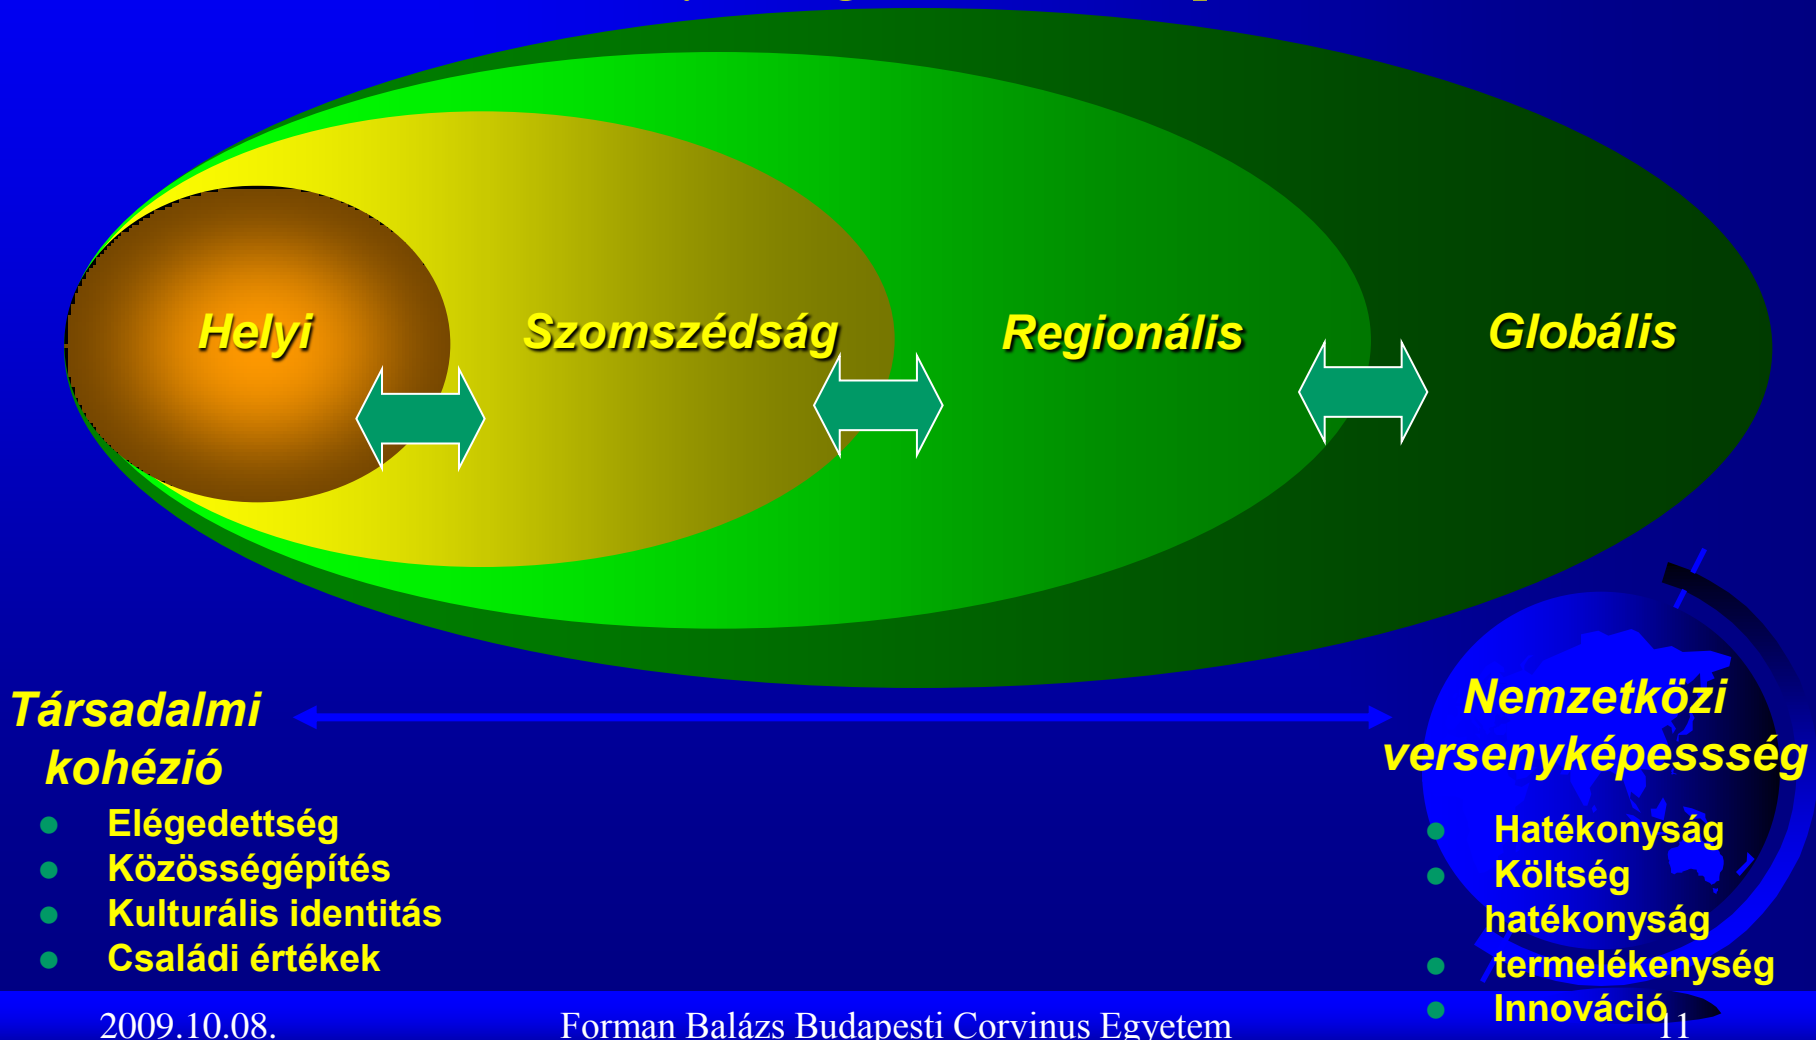 Helyi
Szomszédság
Regionális
Globális
Társadalmi
kohézió
Elégedettség
Közösségépítés
Kulturális identitás
Családi értékek
Nemzetközi
versenyképessség
Hatékonyság
Költség
hatékonyság
termelékenység
Innováció
2009.10.08.
Forman Balázs Budapesti Corvinus Egyetem
11